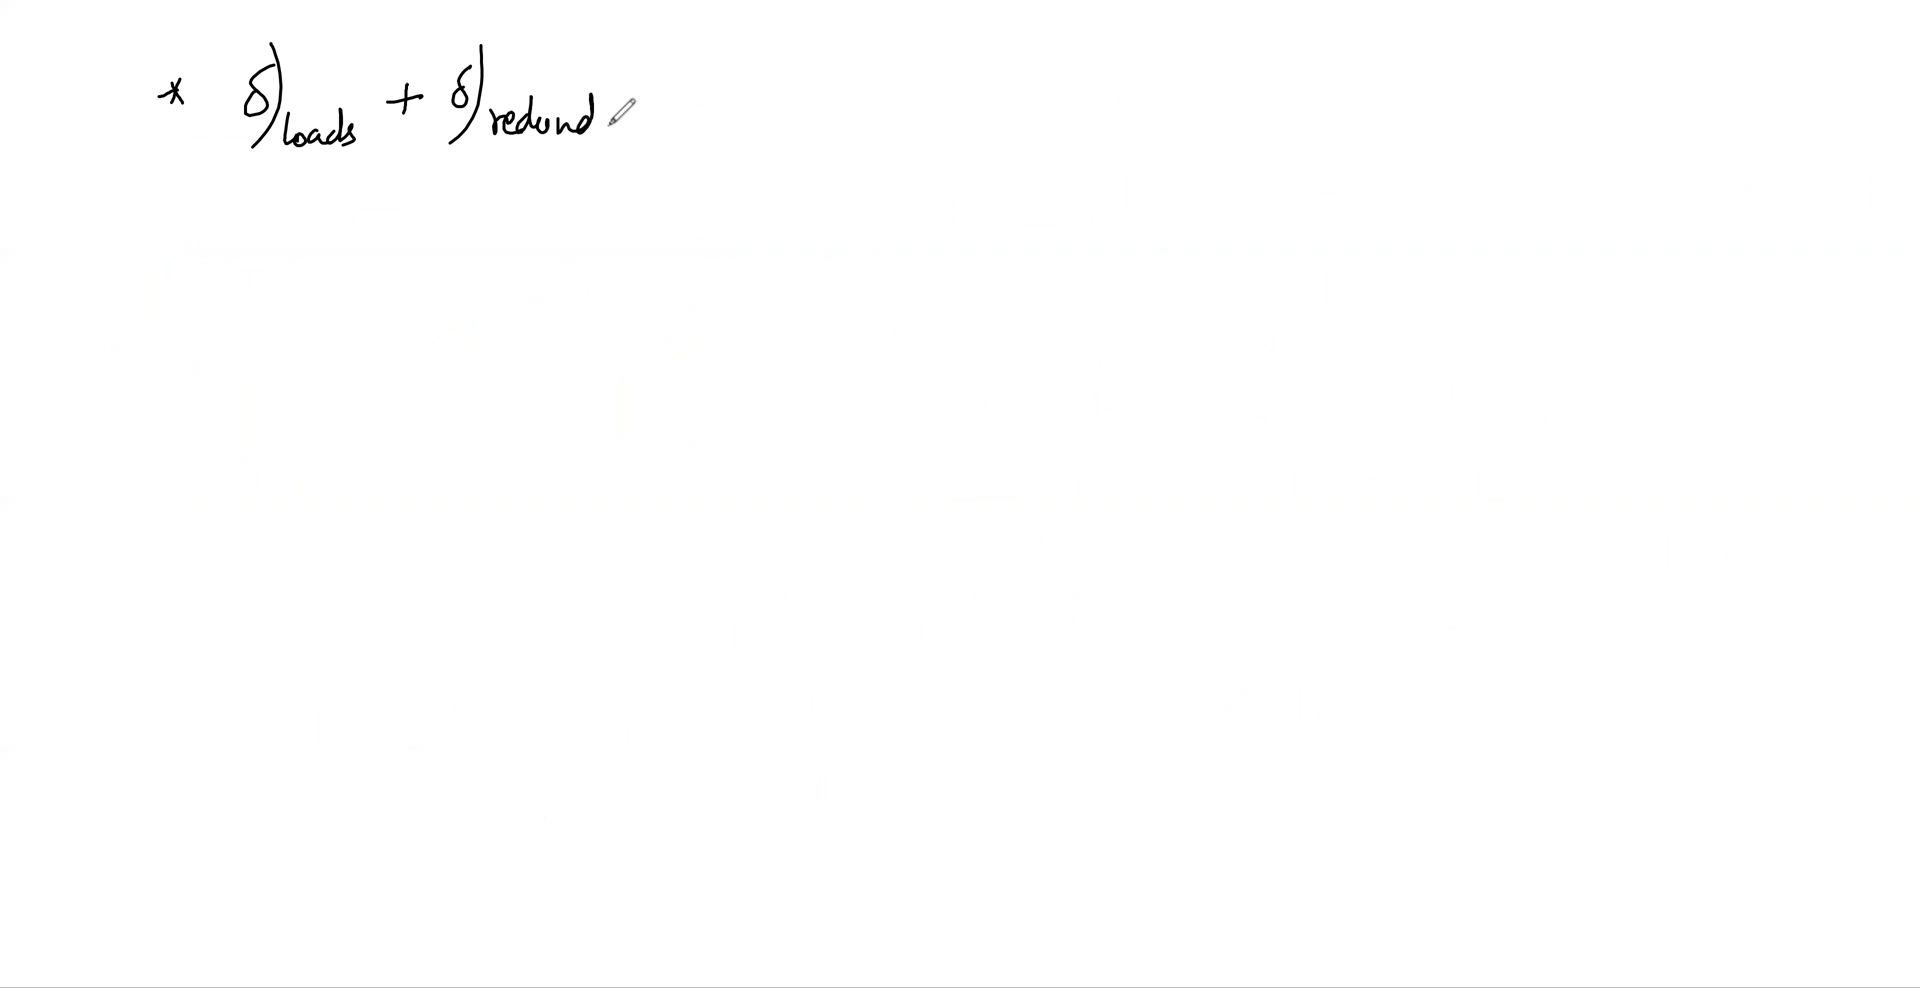 * δ)loads + δ)redund